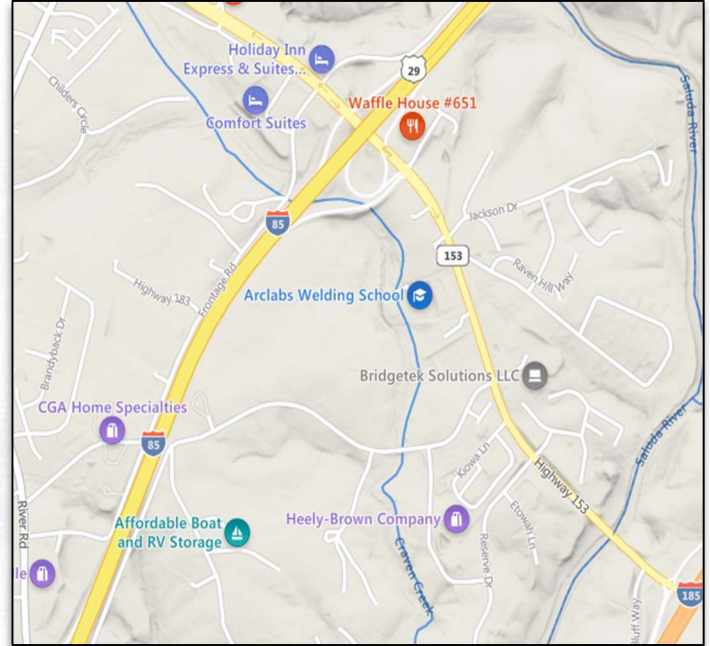 Holiday Inn
Express & Suites...
29
Waffle House #651
Comfort Suites
Childers Circle
Saluda River
85
Jackson Dr
153
Raven Hill Way
Highway 183
Frontage Rd
Arclabs Welding School
Brandyback Dr
Bridgetek Solutions LLC
CGA Home Specialties
85
Saluda River
Kiowa Ln
Highway 153
River Rd
Affordable Boat
and RV Storage
Heely-Brown Company
Etowah Ln
Reserve Dr
Craven Creek
le
185
Bluff Way